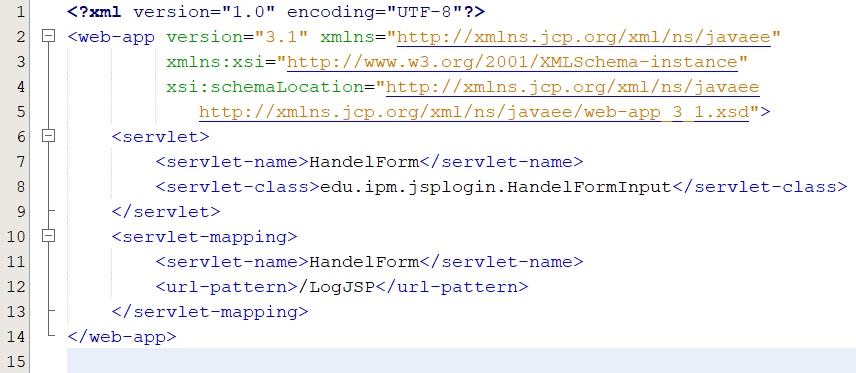 1 <?xml version="1.0" encoding="UTF-8"?>
2 <web-app version="3.1" xmlns="http://xmlns.jcp.org/xml/ns/javaee"
3 xmlns:xsi="http://www.w3.org/2001/XMLSchema-instance"
4 xsi:schemaLocation="http://xmlns.jcp.org/xml/ns/javaee
5 http://xmlns.jcp.org/xml/ns/javaee/web-app_3_1.xsd">
6 <servlet>
7 <servlet-name>HandelForm</servlet-name>
8 <servlet-class>edu.ipm.jsplogin.HandelFormInput</servlet-class>
9 </servlet>
10 <servlet-mapping>
11 <servlet-name>HandelForm</servlet-name>
12 <url-pattern>/LogJSP</url-pattern>
13 </servlet-mapping>
14 </web-app>
15